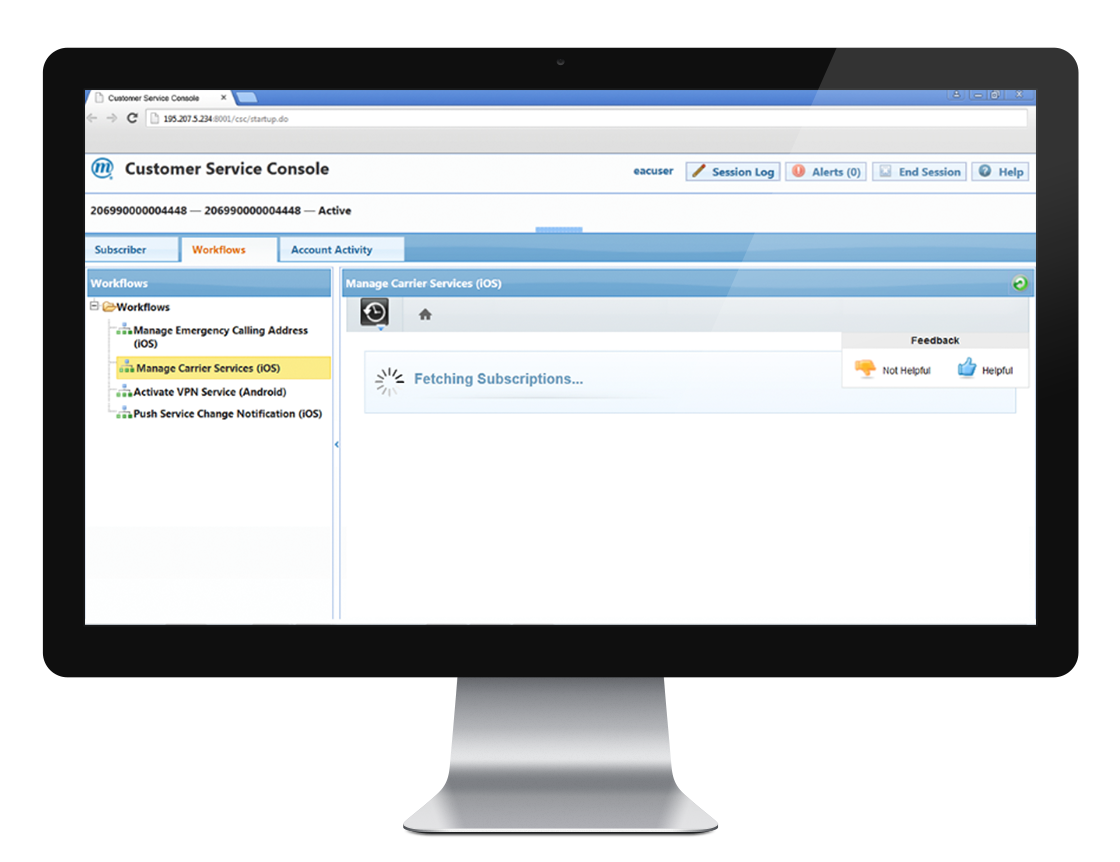 Customer Service Console
195.207.5.234:8001/csc/startup.do
m Customer Service Console
eacuser Session Log Alerts (0) End Session Help
206990000004448 — 206990000004448 — Active
Subscriber Workflows Account Activity
Workflows
Manage Carrier Services (iOS)
Workflows
Manage Emergency Calling Address
(iOS)
Manage Carrier Services (iOS)
Activate VPN Service (Android)
Push Service Change Notification (iOS)
Feedback
Not Helpful Helpful
Fetching Subscriptions...